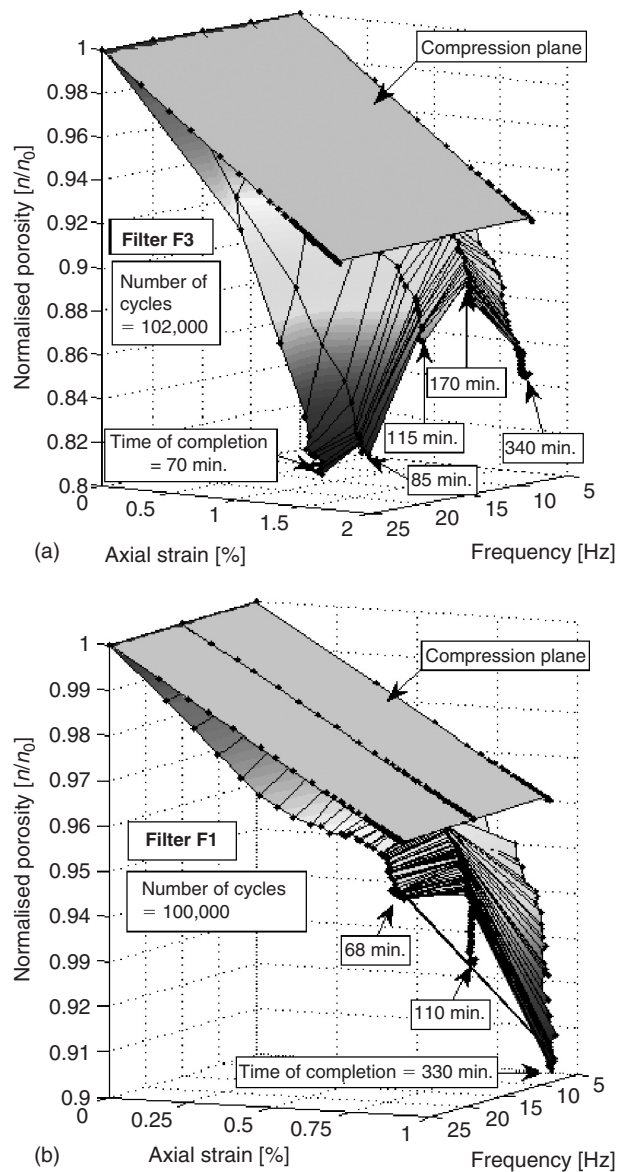 1
0.98
0.96
0.94
0.92
0.9
0.88
0.86
0.84
0.82
0.8
Normalised porosity [n/n0]
Compression plane
Filter F3
Number of
cycles
= 102,000
Time of completion
= 70 min.
85 min.
115 min.
170 min.
340 min.
0
0.5
1
1.5
2
25
20
15
10
5
(a)
Axial strain [%]
Frequency [Hz]
1
0.99
0.98
0.97
0.96
0.95
0.94
0.99
0.92
0.91
0.9
Normalised porosity [n/n0]
Compression plane
Filter F1
Number of cycles
= 100,000
68 min.
110 min.
Time of completion = 330 min.
0
0.25
0.5
0.75
1
25
20
15
10
5
(b)
Axial strain [%]
Frequency [Hz]